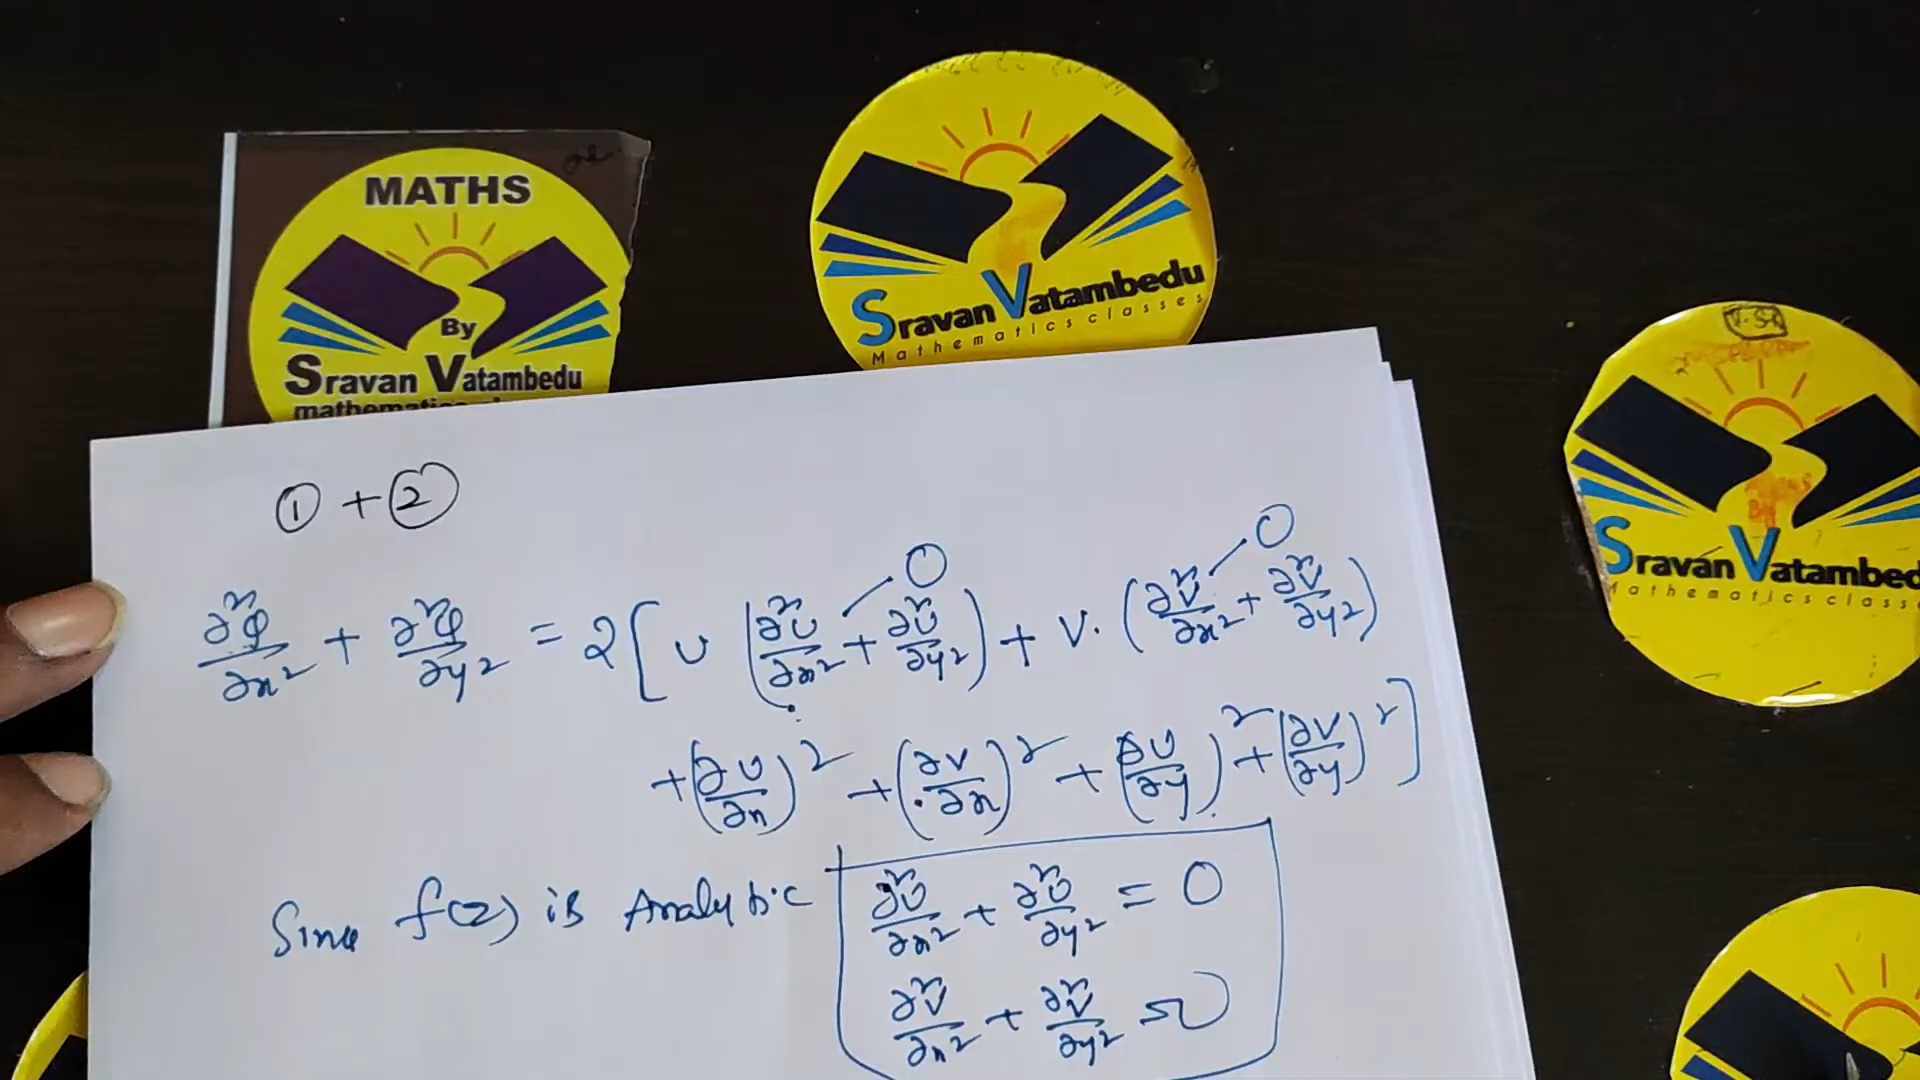 MATHS
By
Sravan Vatambedu
Sravan Vatambedu
Mathematics classes
V.S.R
Sravan Vatambed
Mathematics classe
① + ②
∂²φ/∂x² + ∂²φ/∂y² = 2[ u (∂²u/∂x² + ∂²u/∂y²) + v. (∂²v/∂x² + ∂²v/∂y²)
0 0
+ (∂u/∂x)² + (∂v/∂x)² + (∂u/∂y)² + (∂v/∂y)² ]
Since f(z) is Analytic
∂²u/∂x² + ∂²u/∂y² = 0
∂²v/∂x² + ∂²v/∂y² = 0